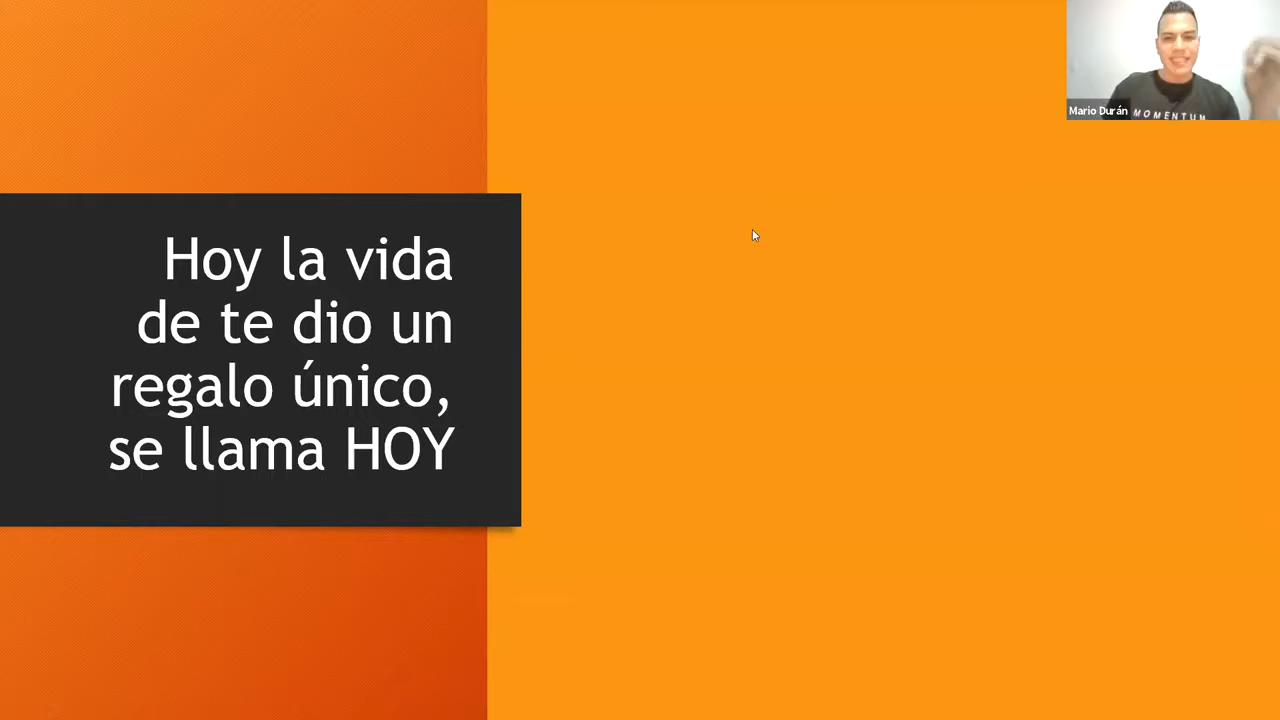 Hoy la vida
de te dio un
regalo único,
se llama HOY
Mario Durán
MOMENTUM